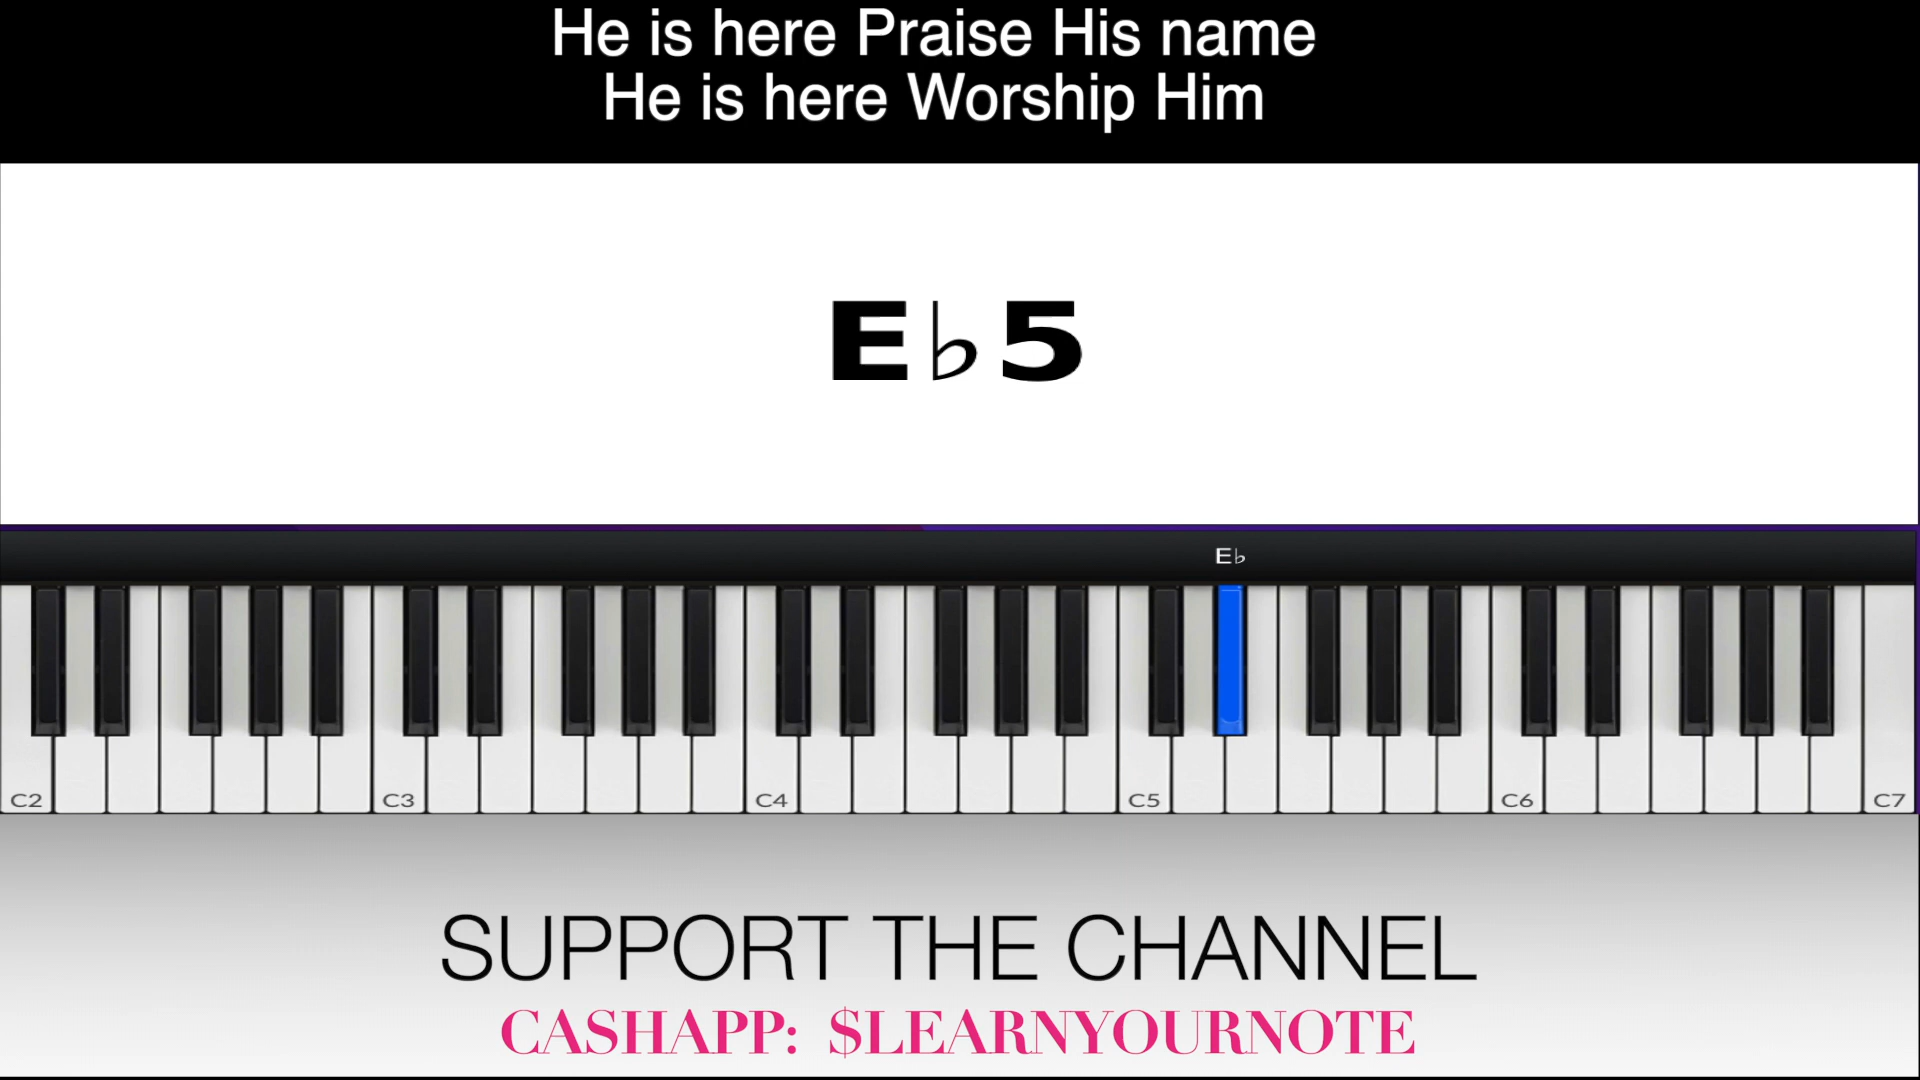 He is here Praise His name
He is here Worship Him
E♭5
E♭
C2 C3 C4 C5 C6 C7
SUPPORT THE CHANNEL
CASHAPP: $LEARNYOURNOTE